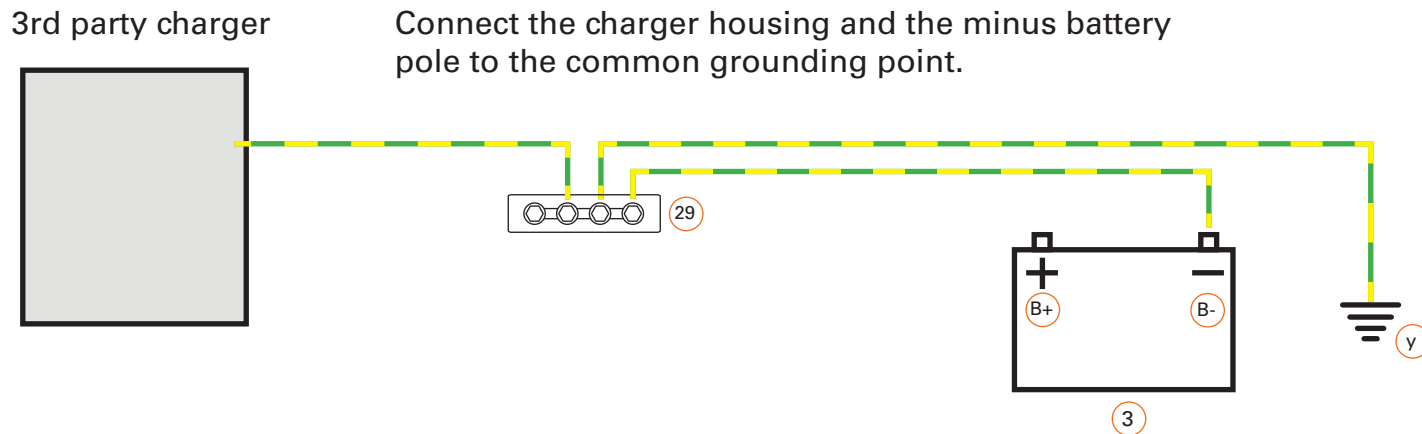 3rd party charger
Connect the charger housing and the minus battery
pole to the common grounding point.
29
B+
B-
y
3